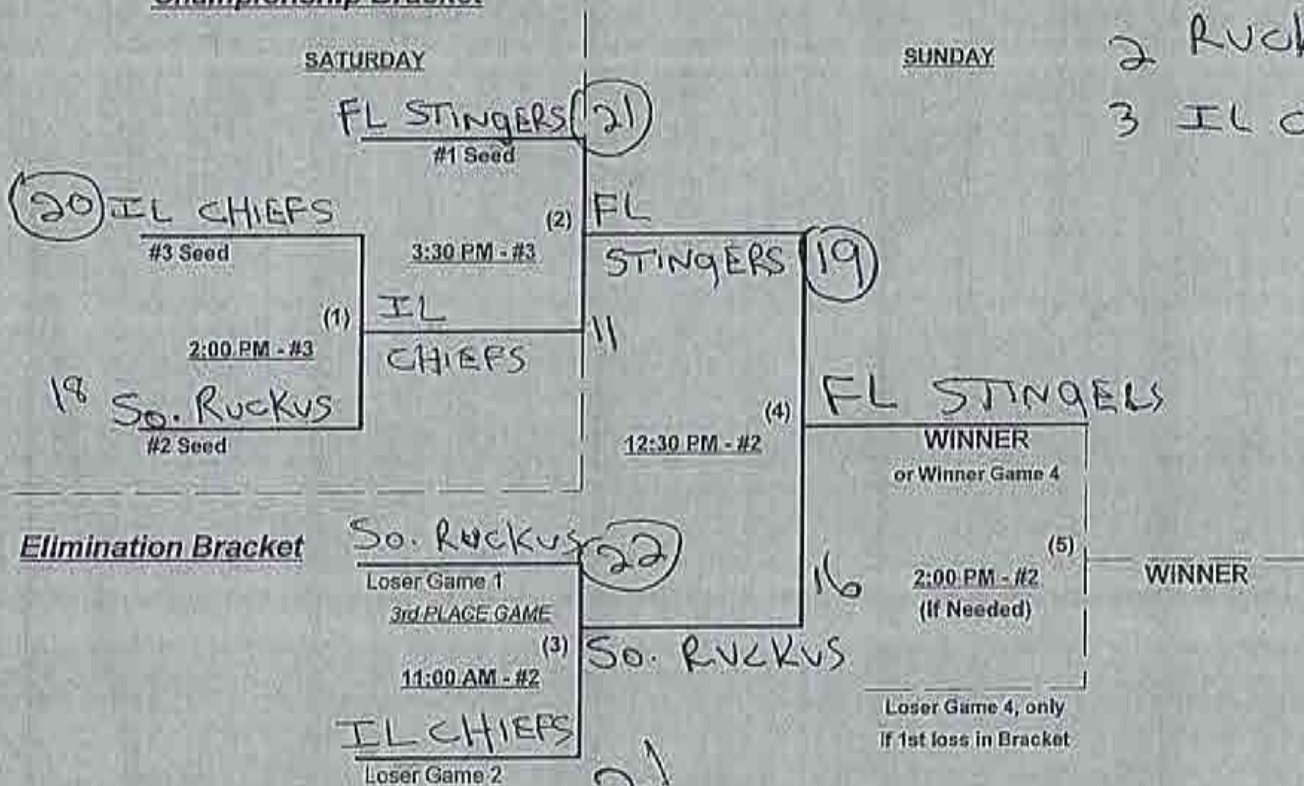 Championship Bracket
SATURDAY
SUNDAY
2
3 IL
FL STINGERS 21
#1 Seed
20 IL CHIEFS
#3 Seed
(2)
3:30 PM - #3
FL
STINGERS 19
(1)
2:00 PM - #3
IL
CHIEFS
11
18 So. RUCKUS
#2 Seed
(4)
12:30 PM - #2
FL STINGERS
WINNER
or Winner Game 4
Elimination Bracket
So. RUCKUS 22
Loser Game 1
3rd PLACE GAME
(3)
11:00 AM - #2
So. RUCKUS
16
(5)
2:00 PM - #2
(If Needed)
WINNER
IL CHIEFS
Loser Game 2
21
Loser Game 4, only
If 1st loss in Bracket